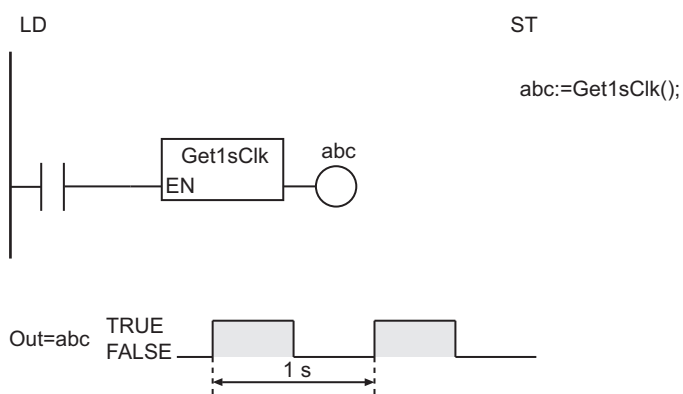 LD
ST
abc:=Get1sClk();
Get1sClk
abc
EN
Out=abc
TRUE
FALSE
1 s